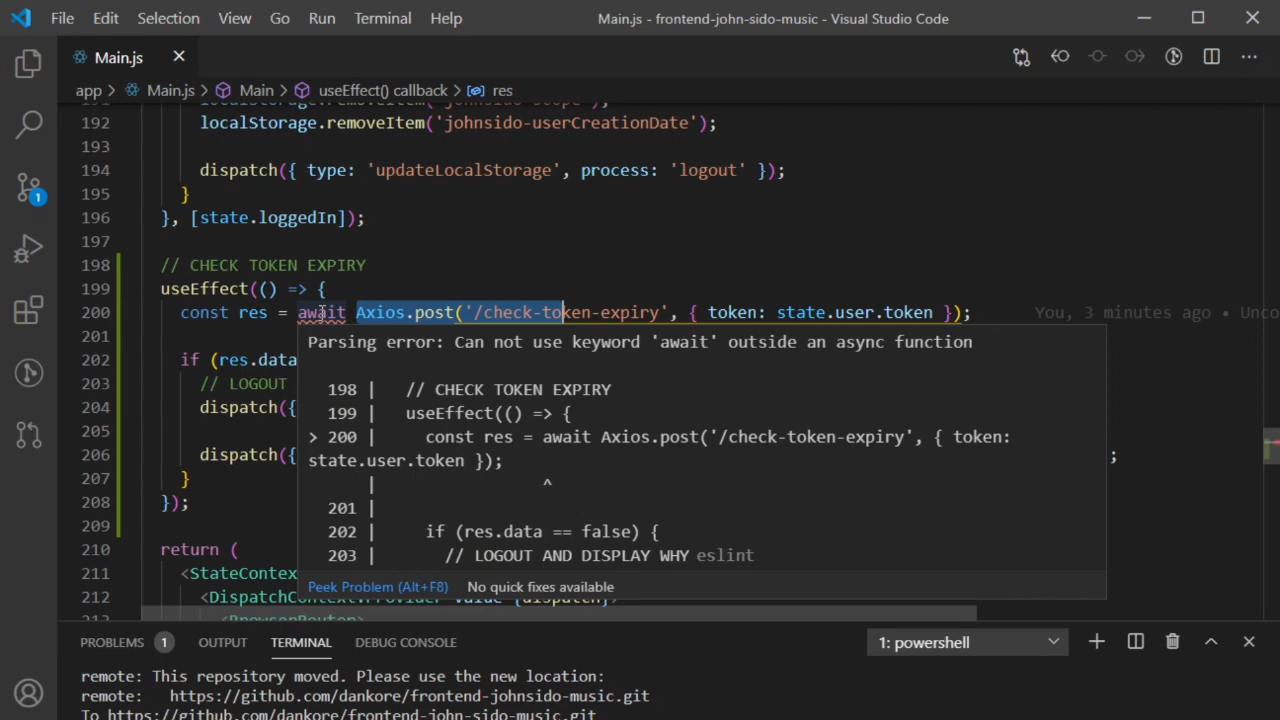 File Edit Selection View Go Run Terminal Help Main.js - frontend-john-sido-music - Visual Studio Code
Main.js
app > Main.js > Main > useEffect() callback > res
192 localStorage.removeItem('johnsido-userCreationDate');
193
194 dispatch({ type: 'updateLocalStorage', process: 'logout' });
195 }
196 }, [state.loggedIn]);
197
198 // CHECK TOKEN EXPIRY
199 useEffect(() => {
200 const res = await Axios.post('/check-token-expiry', { token: state.user.token }); You, 3 minutes ago • Unco
201
202 if (res.data
203 // LOGOUT
204 dispatch({
205
206 dispatch({ ;
207 }
208 });
209
210 return (
211 <StateContex
212
213
Parsing error: Can not use keyword 'await' outside an async function
198 | // CHECK TOKEN EXPIRY
199 | useEffect(() => {
> 200 | const res = await Axios.post('/check-token-expiry', { token:
state.user.token });
| ^
201 |
202 | if (res.data == false) {
203 | // LOGOUT AND DISPLAY WHY eslint
Peek Problem (Alt+F8) No quick fixes available
PROBLEMS 1 OUTPUT TERMINAL DEBUG CONSOLE 1: powershell
remote: This repository moved. Please use the new location:
remote: https://github.com/dankore/frontend-johnsido-music.git
To https://github.com/dankore/frontend-john-sido-music.git